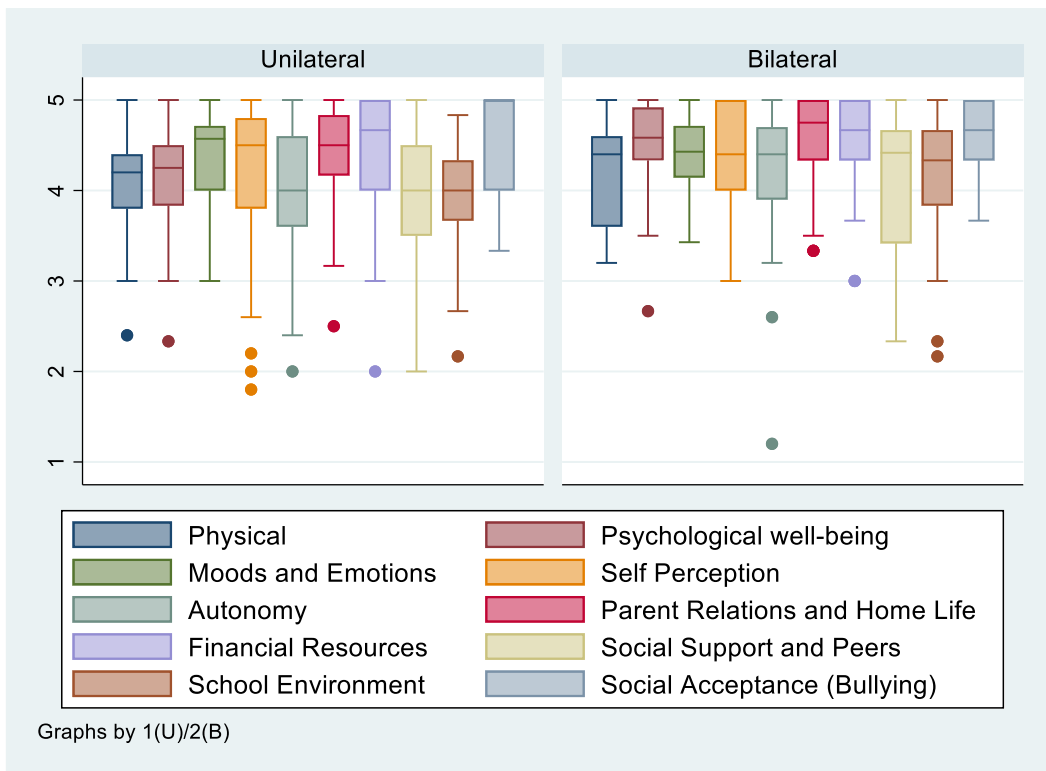 Unilateral
Bilateral
5
4
3
2
1
Physical
Psychological well-being
Moods and Emotions
Self Perception
Autonomy
Parent Relations and Home Life
Financial Resources
Social Support and Peers
School Environment
Social Acceptance (Bullying)
Graphs by 1(U)/2(B)